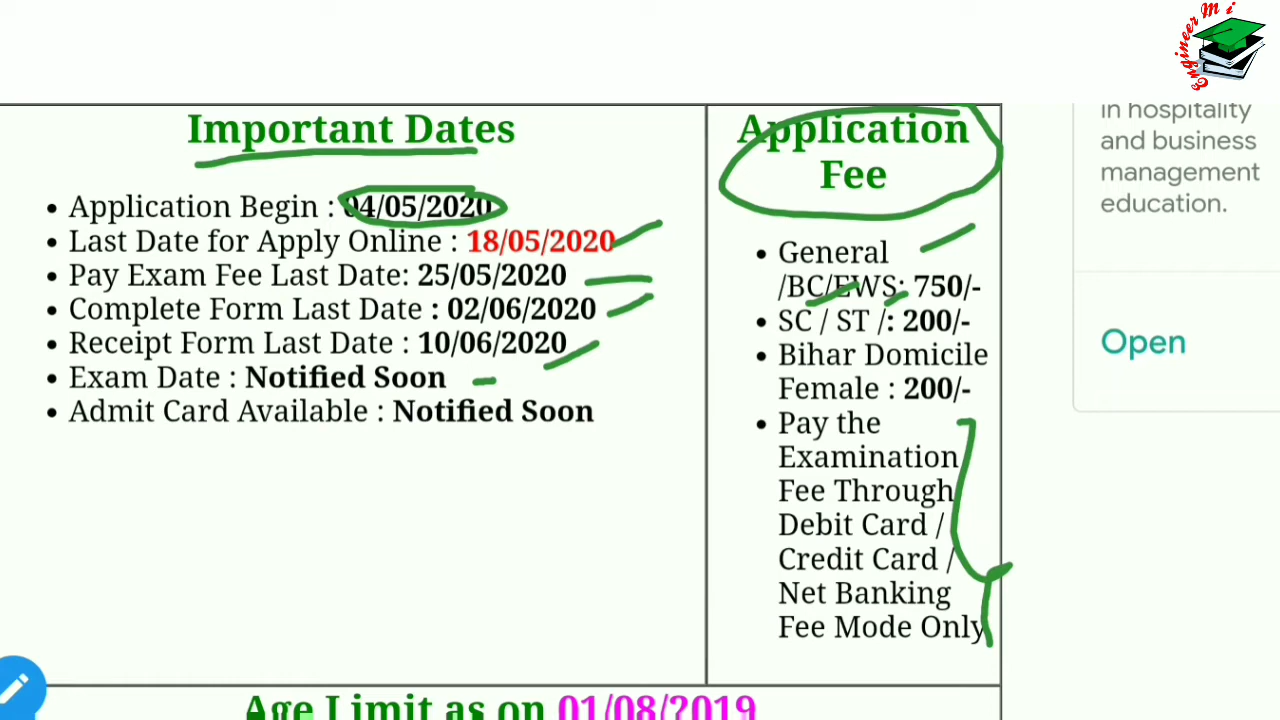 Engineer Mi
Important Dates
Application Begin : 04/05/2020
Last Date for Apply Online : 18/05/2020
Pay Exam Fee Last Date: 25/05/2020
Complete Form Last Date : 02/06/2020
Receipt Form Last Date : 10/06/2020
Exam Date : Notified Soon
Admit Card Available : Notified Soon
Application
Fee
General
/BC/EWS: 750/-
SC / ST /: 200/-
Bihar Domicile
Female : 200/-
Pay the
Examination
Fee Through
Debit Card /
Credit Card /
Net Banking
Fee Mode Only
in hospitality
and business
management
education.
Open
Age Limit as on 01/08/2019